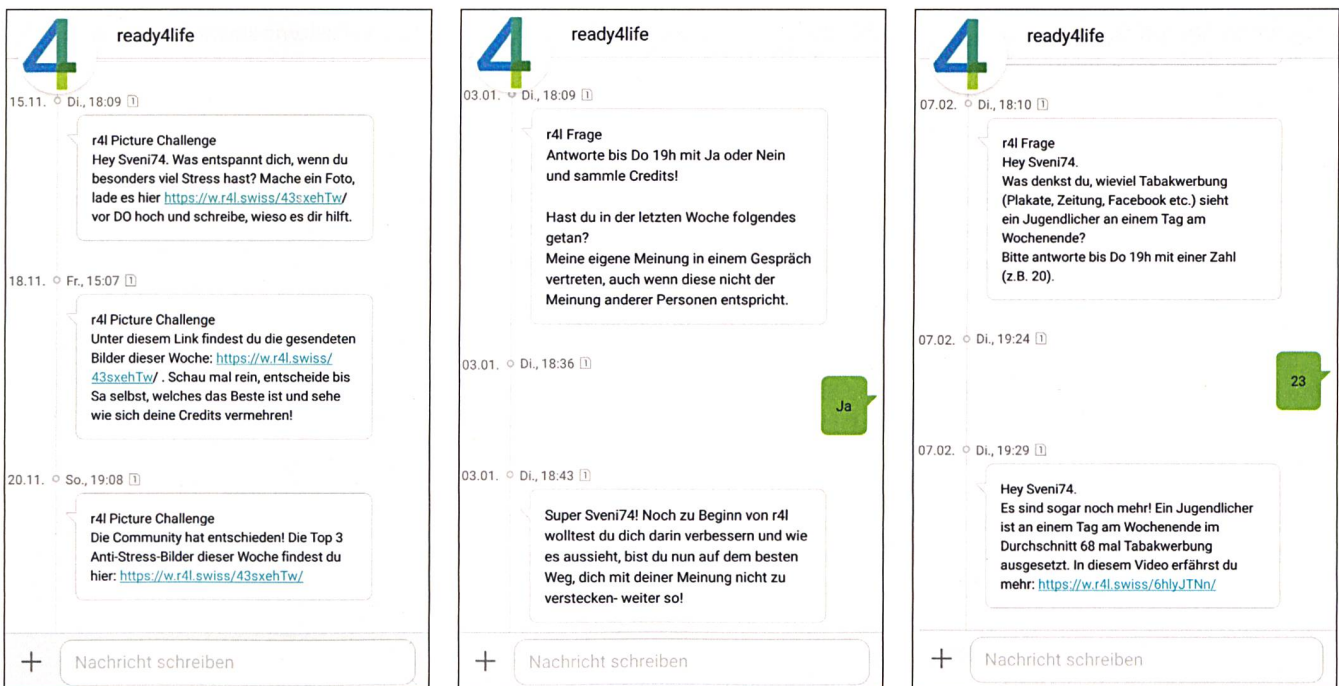 4
ready4life
15.11. Di., 18:09 1
r4l Picture Challenge
Hey Sveni74. Was entspannt dich, wenn du
besonders viel Stress hast? Mache ein Foto,
lade es hier https://w.r4l.swiss/43sxehTw/
vor DO hoch und schreibe, wieso es dir hilft.
18.11. Fr., 15:07 1
r4l Picture Challenge
Unter diesem Link findest du die gesendeten
Bilder dieser Woche: https://w.r4l.swiss/
43sxehTw/ . Schau mal rein, entscheide bis
Sa selbst, welches das Beste ist und sehe
wie sich deine Credits vermehren!
20.11. So., 19:08 1
r4l Picture Challenge
Die Community hat entschieden! Die Top 3
Anti-Stress-Bilder dieser Woche findest du
hier: https://w.r4l.swiss/43sxehTw/
+ Nachricht schreiben
4
ready4life
03.01. Di., 18:09 1
r4l Frage
Antworte bis Do 19h mit Ja oder Nein
und sammle Credits!
Hast du in der letzten Woche folgendes
getan?
Meine eigene Meinung in einem Gespräch
vertreten, auch wenn diese nicht der
Meinung anderer Personen entspricht.
03.01. Di., 18:36 1
Ja
03.01. Di., 18:43 1
Super Sveni74! Noch zu Beginn von r4l
wolltest du dich darin verbessern und wie
es aussieht, bist du nun auf dem besten
Weg, dich mit deiner Meinung nicht zu
verstecken- weiter so!
+ Nachricht schreiben
4
ready4life
07.02. Di., 18:10 1
r4l Frage
Hey Sveni74.
Was denkst du, wieviel Tabakwerbung
(Plakate, Zeitung, Facebook etc.) sieht
ein Jugendlicher an einem Tag am
Wochenende?
Bitte antworte bis Do 19h mit einer Zahl
(z.B. 20).
07.02. Di., 19:24 1
23
07.02. Di., 19:29 1
Hey Sveni74.
Es sind sogar noch mehr! Ein Jugendlicher
ist an einem Tag am Wochenende im
Durchschnitt 68 mal Tabakwerbung
ausgesetzt. In diesem Video erfährst du
mehr: https://w.r4l.swiss/6hlyJTNn/
+ Nachricht schreiben